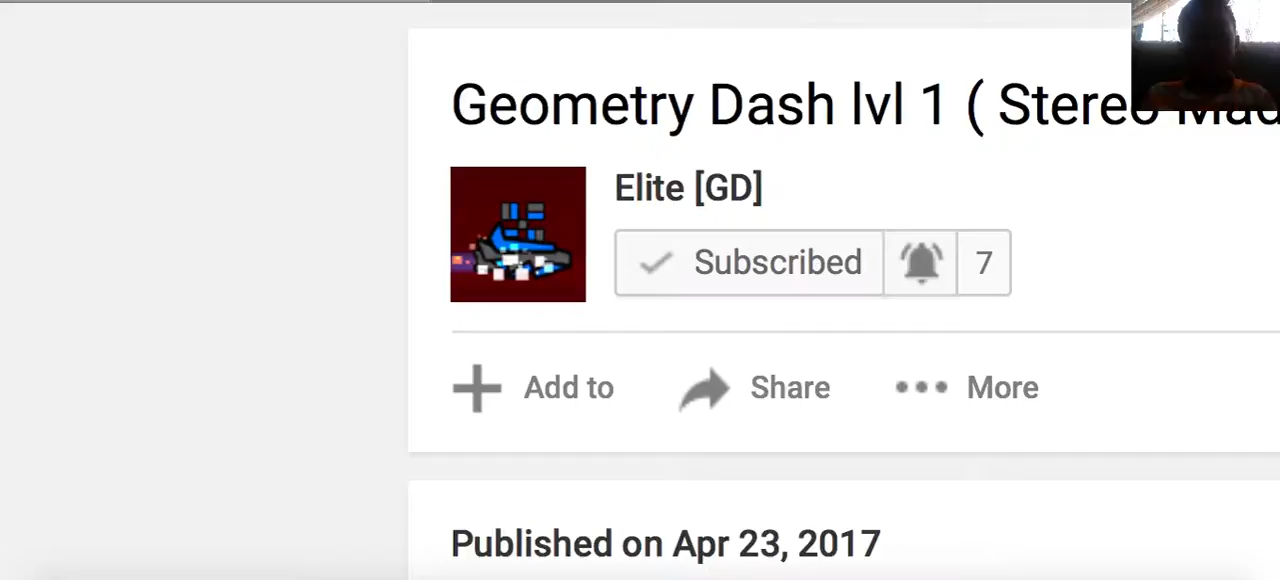 Geometry Dash lvl 1 ( Stereo
Elite [GD]
Subscribed 7
Add to Share More
Published on Apr 23, 2017